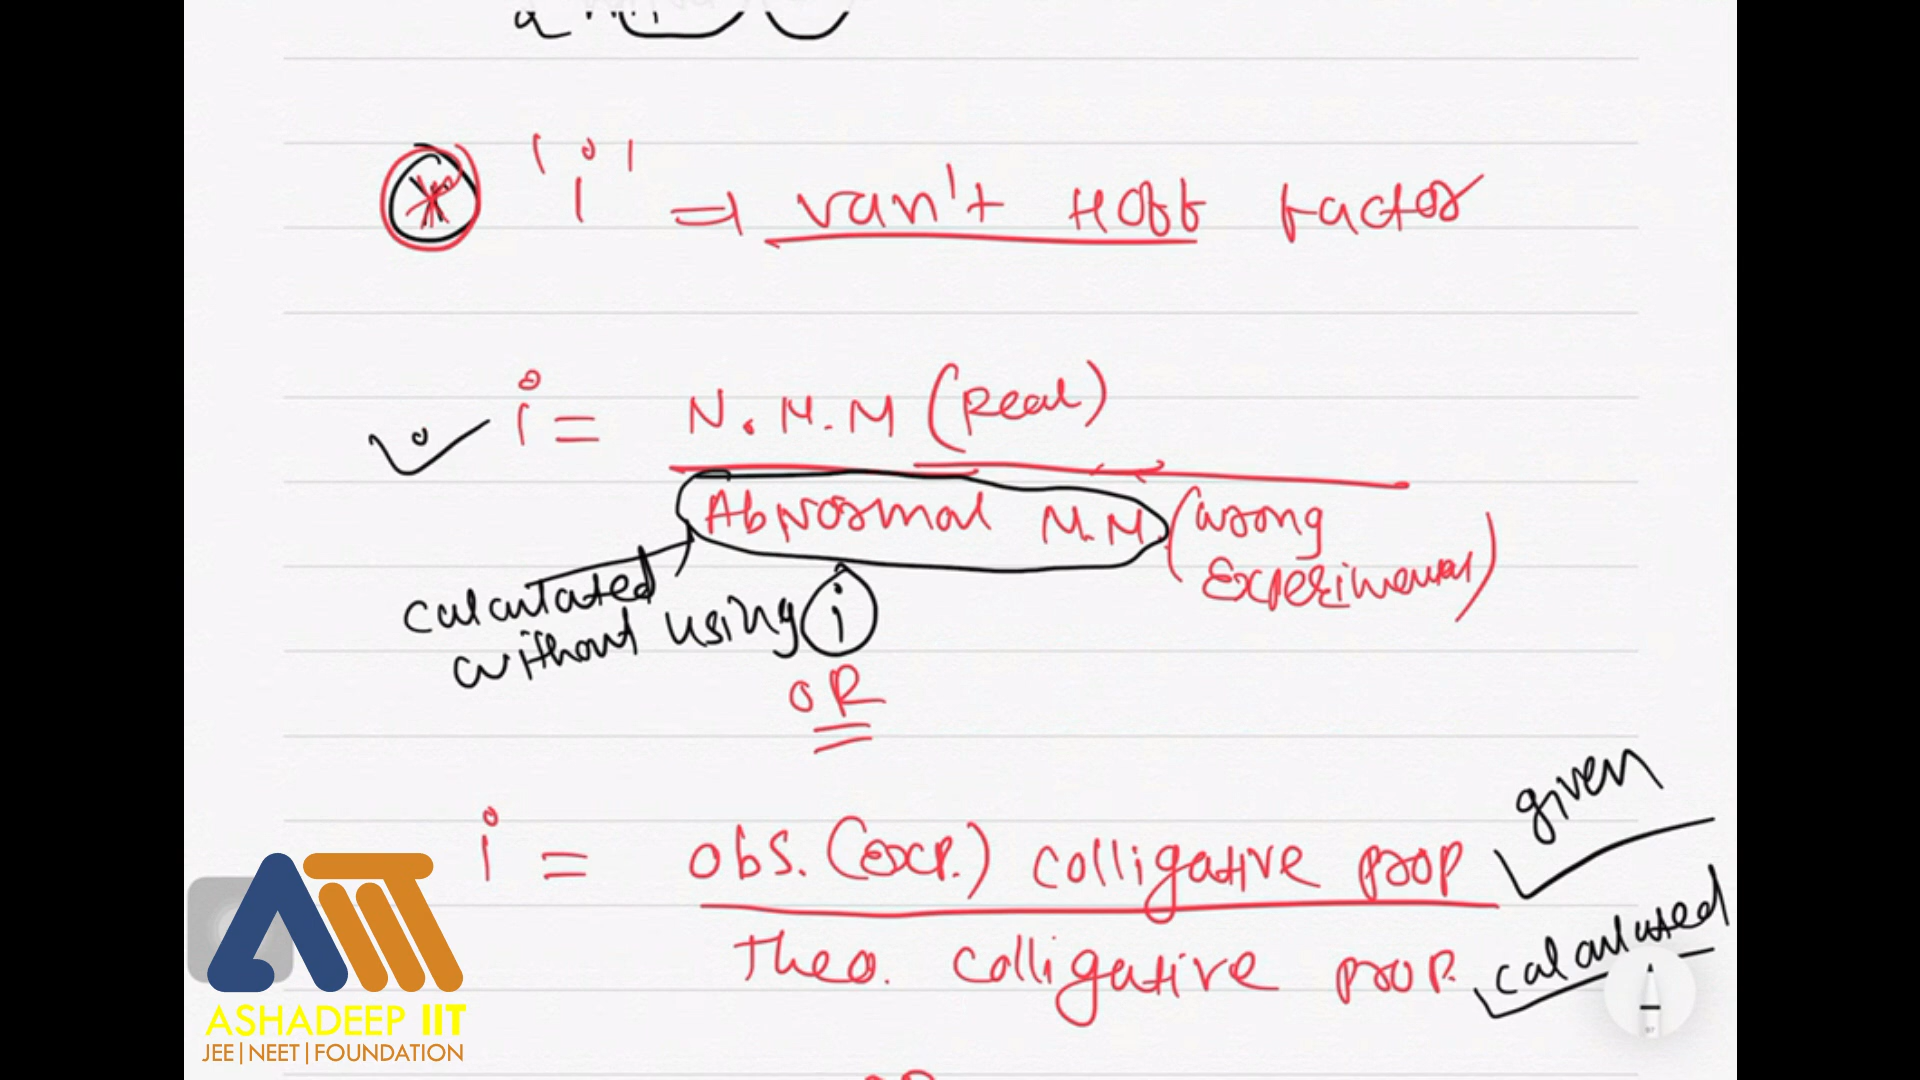 'i' ⇒ van't Hoff factor
i = N.M.M (Real)
Abnormal M.M. (wrong
Experimental)
calculated
without using i
OR
given
i = obs. (exp.) colligative prop
calculated
Theo. colligative prop.
ASHADEEP IIT
JEE|NEET|FOUNDATION